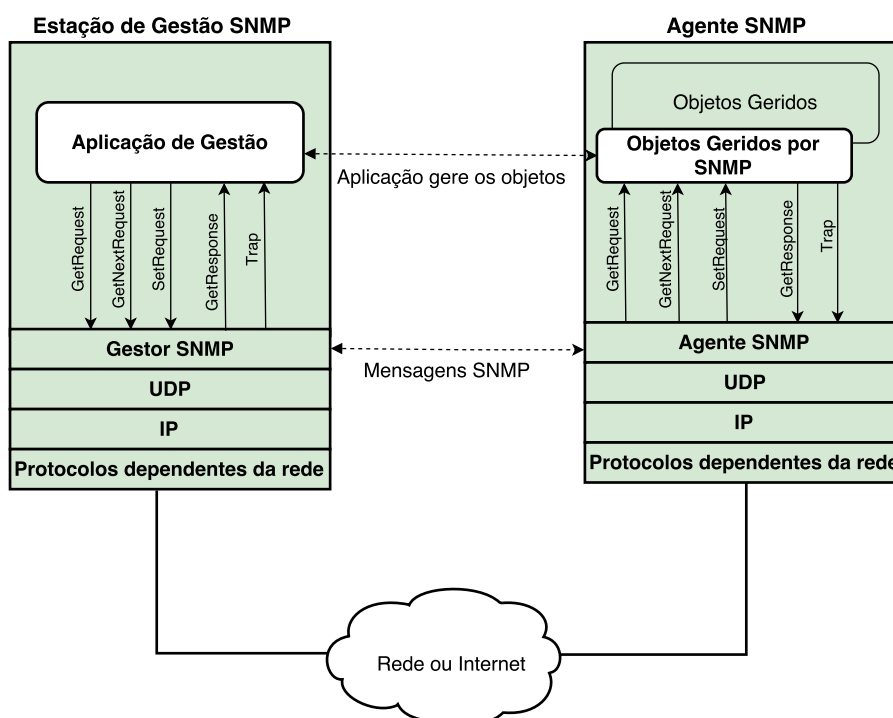 Estação de Gestão SNMP
Aplicação de Gestão
GetRequest
GetNextRequest
SetRequest
GetResponse
Trap
Gestor SNMP
UDP
IP
Protocolos dependentes da rede
Aplicação gere os objetos
Mensagens SNMP
Agente SNMP
Objetos Geridos
Objetos Geridos por
SNMP
GetRequest
GetNextRequest
SetRequest
GetResponse
Trap
Agente SNMP
UDP
IP
Protocolos dependentes da rede
Rede ou Internet